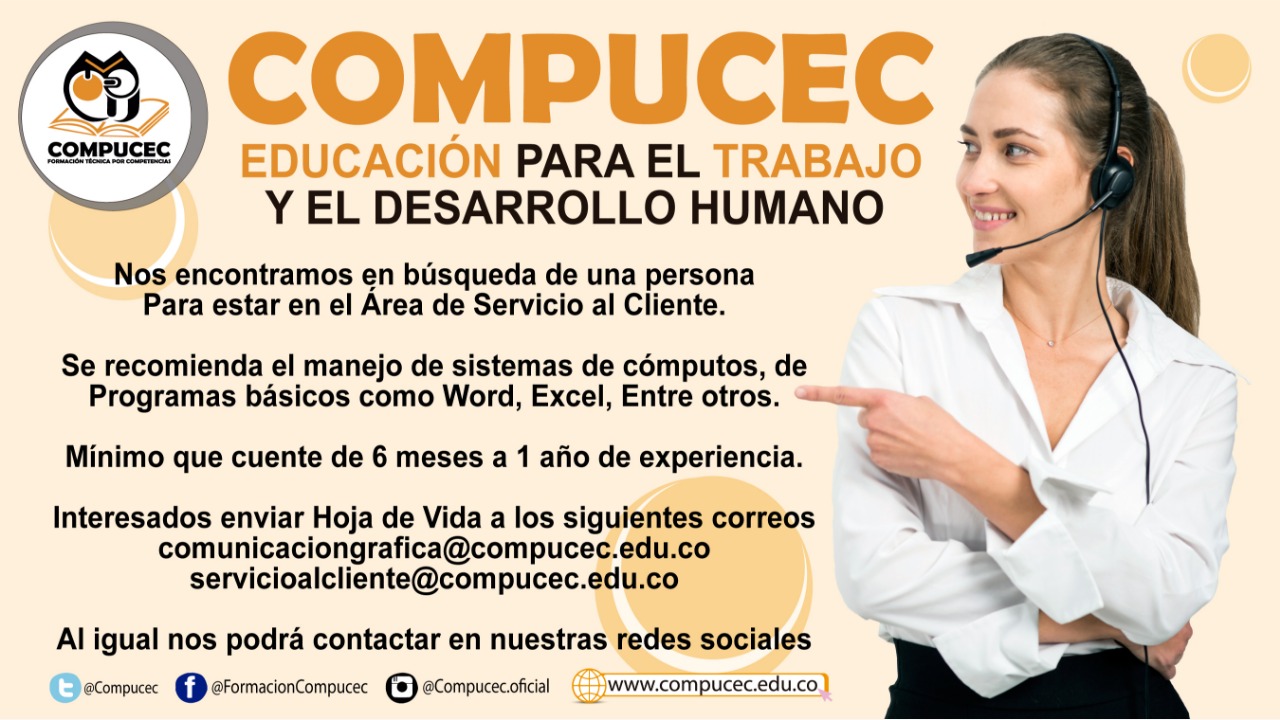 COMPUCEC
FORMACIÓN TÉCNICA POR COMPETENCIAS
COMPUCEC
EDUCACIÓN PARA EL TRABAJO
Y EL DESARROLLO HUMANO
Nos encontramos en búsqueda de una persona
Para estar en el Área de Servicio al Cliente.
Se recomienda el manejo de sistemas de cómputos, de
Programas básicos como Word, Excel, Entre otros.
Mínimo que cuente de 6 meses a 1 año de experiencia.
Interesados enviar Hoja de Vida a los siguientes correos
comunicaciongrafica@compucec.edu.co
servicioalcliente@compucec.edu.co
Al igual nos podrá contactar en nuestras redes sociales
@Compucec @FormacionCompucec @Compucec.oficial www.compucec.edu.co